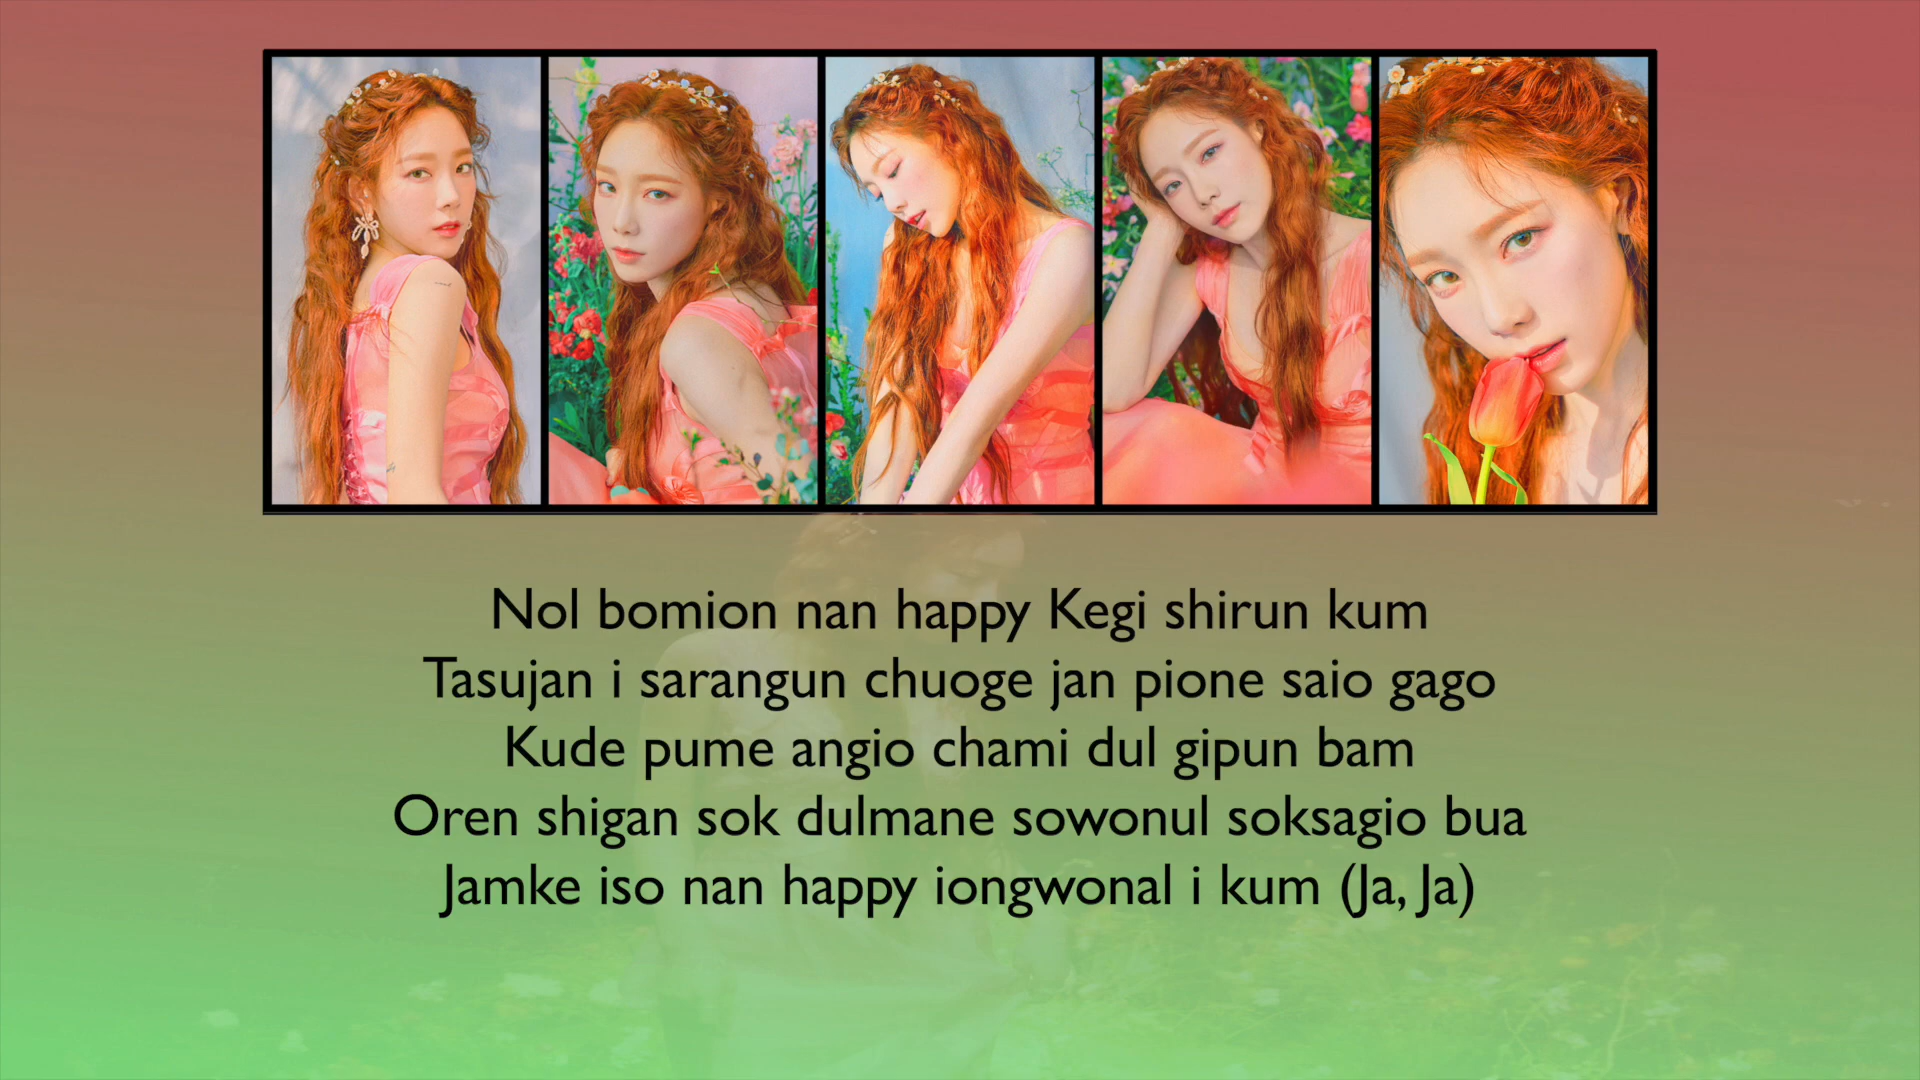 Nol bomion nan happy Kegi shirun kum
Tasujan i sarangun chuoge jan pione saio gago
Kude pume angio chami dul gipun bam
Oren shigan sok dulmane sowonul soksagio bua
Jamke iso nan happy iongwonal i kum (Ja, Ja)